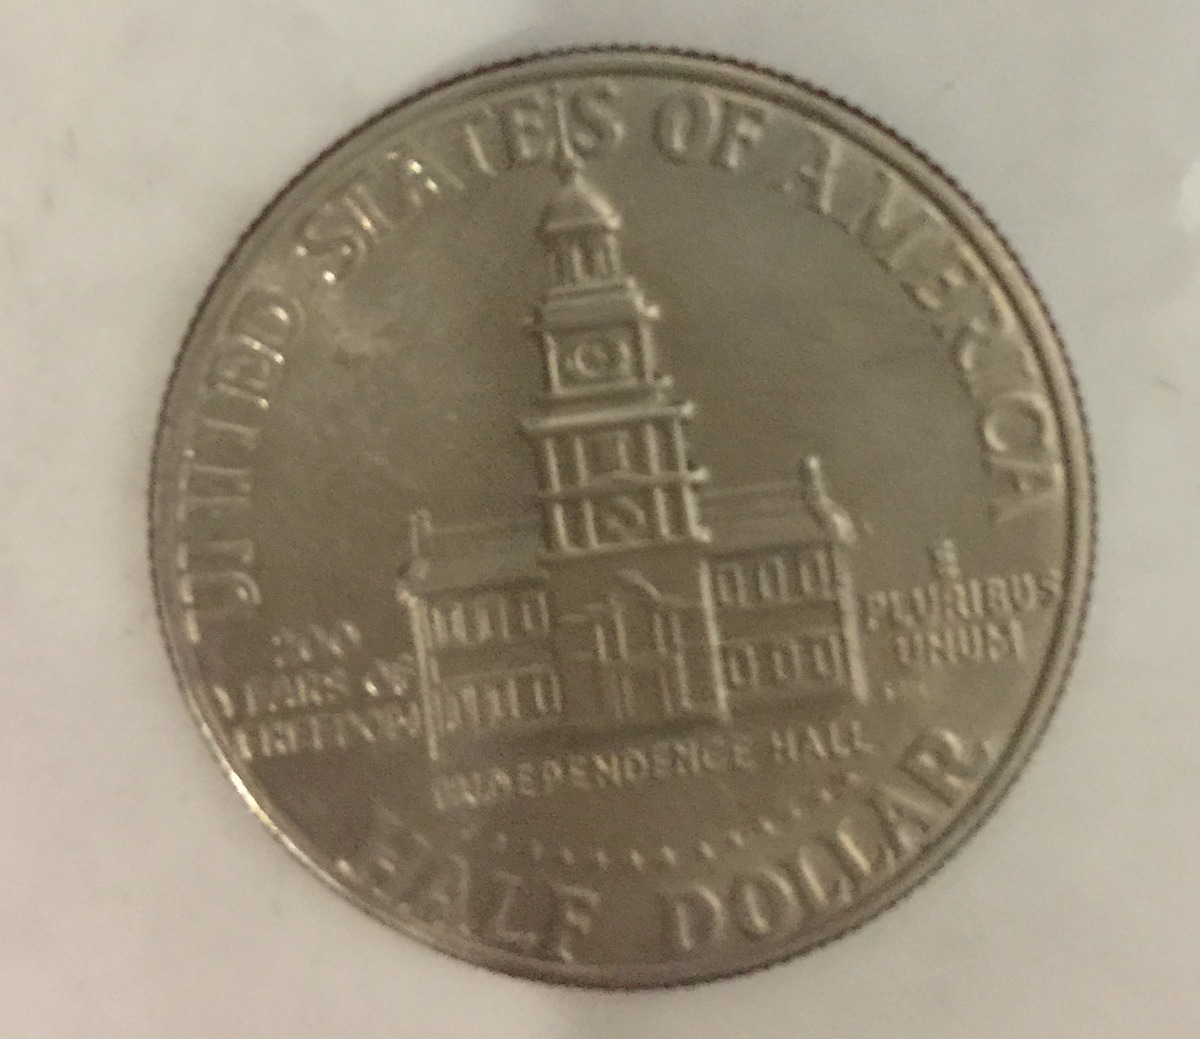 UNITED STATES OF AMERICA
200
YEARS OF
FREEDOM
E
PLURIBUS
UNUM
INDEPENDENCE HALL
HALF DOLLAR